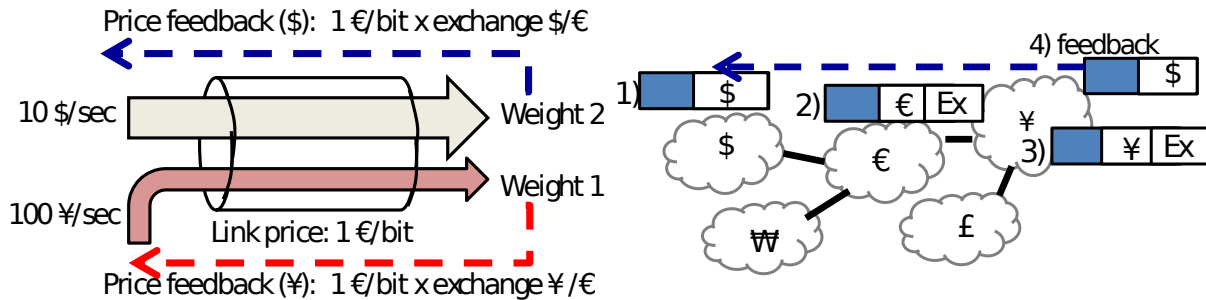 Price feedback ($): 1 €/bit x exchange $/€
10 $/sec
Weight 2
Weight 1
100 ¥/sec
Link price: 1 €/bit
Price feedback (¥): 1 €/bit x exchange ¥/€
4) feedback
$
1)
$
2)
€ Ex
¥
$
€
3)
¥ Ex
₩
£